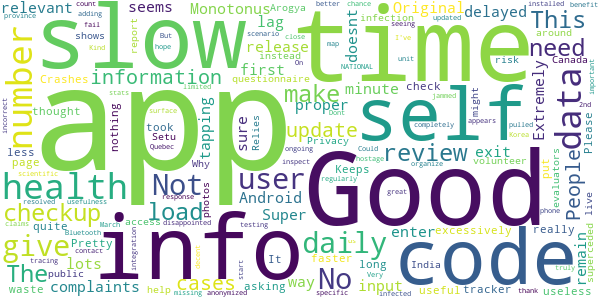 relevant
province
Monotonus
Arogya
count
adding
Kind
fail
seems
lag
scenario
report
shows
But
hope
number
slow
time
Original
delayed
This
chance
better
updated
infection
seeing
On
close
map
I've
unit
doesnt
release
instead
first
questionnaire
Crashes
information
NATIONAL
need
around
risk
Canada
installed
benefit
important
incorrect
page
less
thought
make
proper
minute
check
jammed
Extremely
2nd
Please
stats
limited
nothing
took
tapping
sure
Relies
update
self
data
app
completely
might
appears
Korea
pulled
ongoing
inspect
Setu
Quebec
surface
Dont
Privacy
review
exit
volunteer
People
health
Not
user
Why
Android
Could
hostage
organize
put
evaluators
live
superceded
scientific
response
usefulness
photos
Super
Keeps
regularly
great
phone
remain
checkup
load
Good
code
quite
Bluetooth
March
integration
access
disappointed
testing
It
enter
excessively
really
claims
Pretty
contact
info
daily
faster
The
give
lots
public
cases
asking
way
No
long
Very
India
tracker
thank
truly
tracing
waste
complaints
help
missing
anonymized
start
specific
input
infected
useful
useless